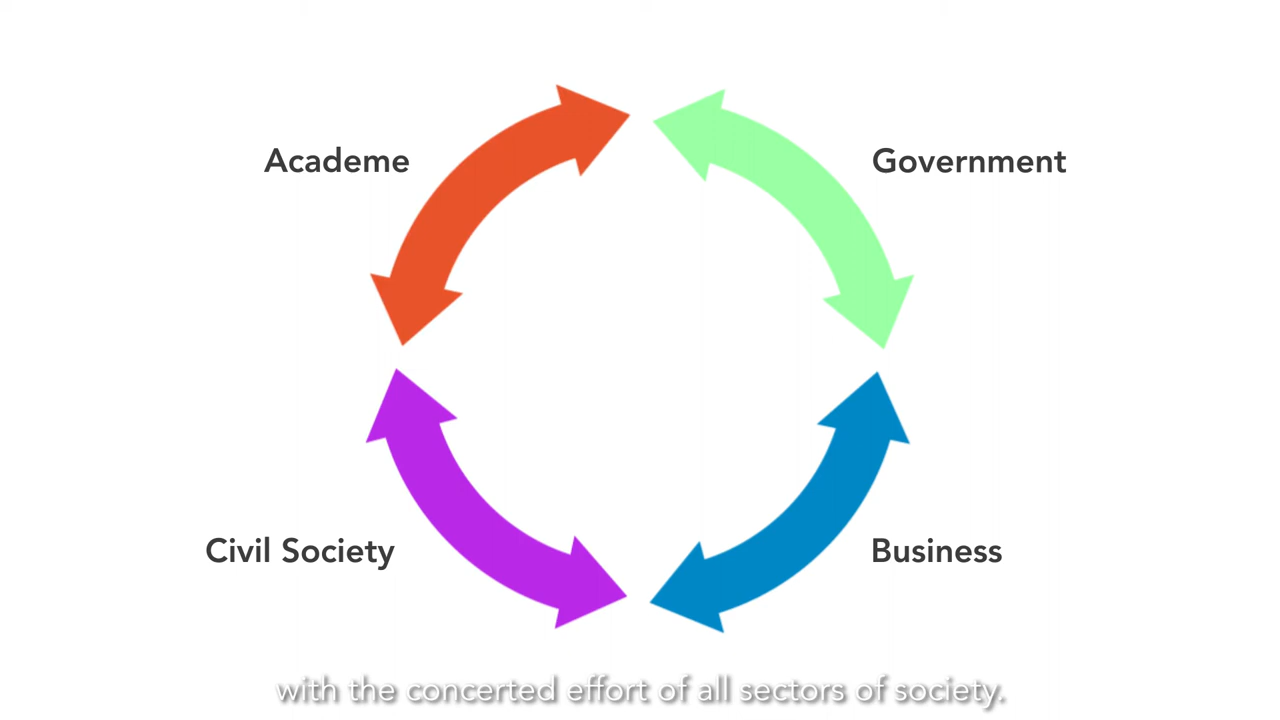 Academe
Government
Civil Society
Business
with the concerted effort of all sectors of society.